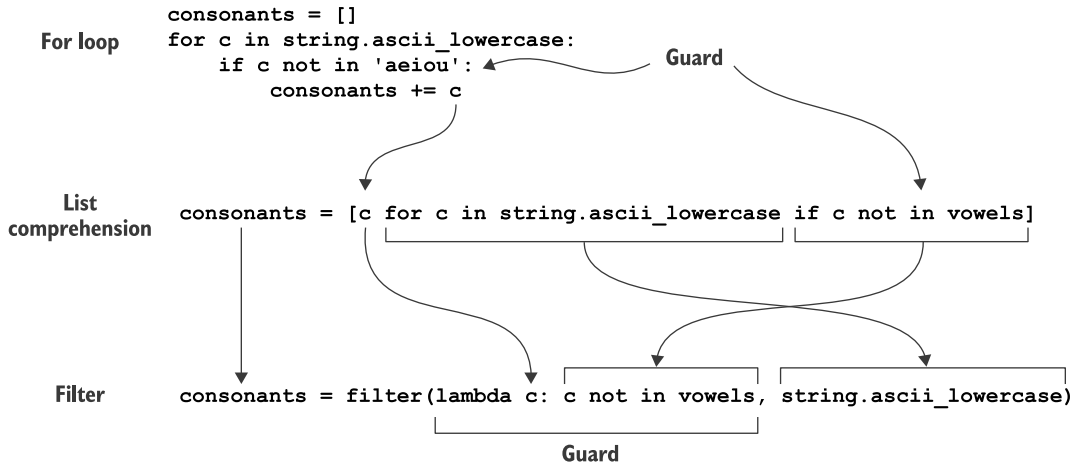 consonants = []
For loop
for c in string.ascii_lowercase:
if c not in 'aeiou':
Guard
consonants += c
List
comprehension
consonants = [c for c in string.ascii_lowercase if c not in vowels]
Filter
consonants = filter(lambda c: c not in vowels, string.ascii_lowercase)
Guard